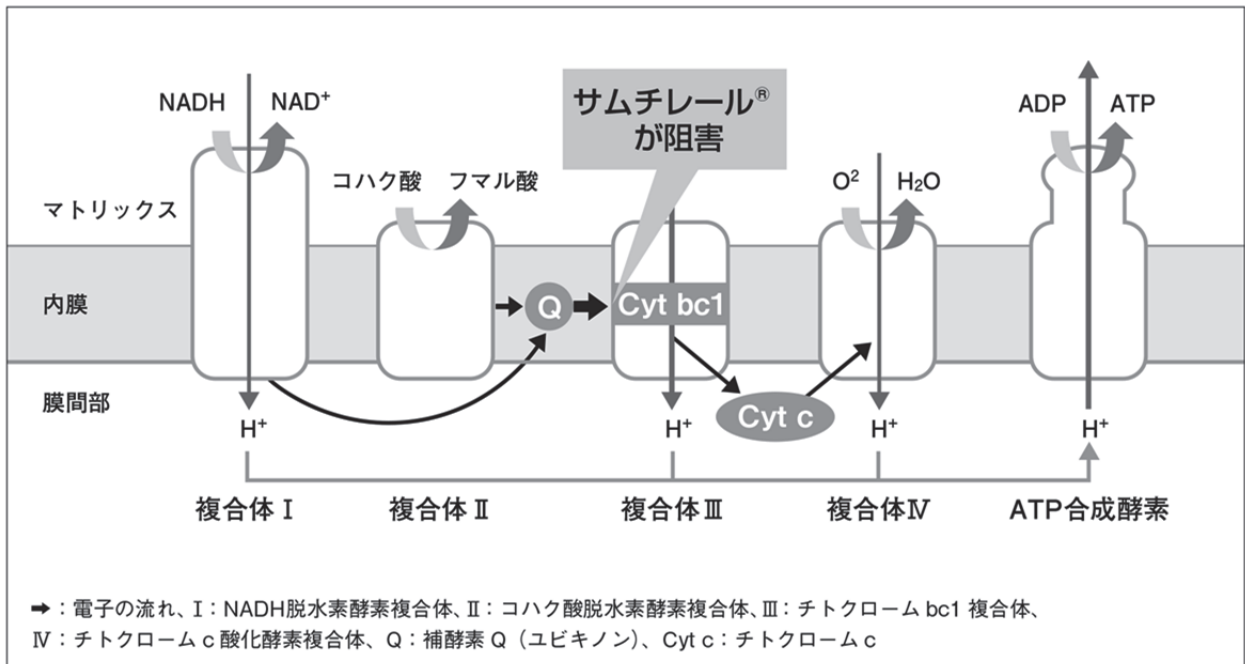 サムチレール®
が阻害
NADH
NAD⁺
ADP
ATP
コハク酸
フマル酸
O²
H₂O
マトリックス
内膜
Q
Cyt bc1
膜間部
Cyt c
H⁺
H⁺
H⁺
H⁺
複合体Ⅰ
複合体Ⅱ
複合体Ⅲ
複合体Ⅳ
ATP合成酵素
➡：電子の流れ、Ⅰ：NADH脱水素酵素複合体、Ⅱ：コハク酸脱水素酵素複合体、Ⅲ：チトクロームbc1 複合体、
Ⅳ：チトクロームc 酸化酵素複合体、Q：補酵素 Q（ユビキノン）、Cyt c：チトクロームc